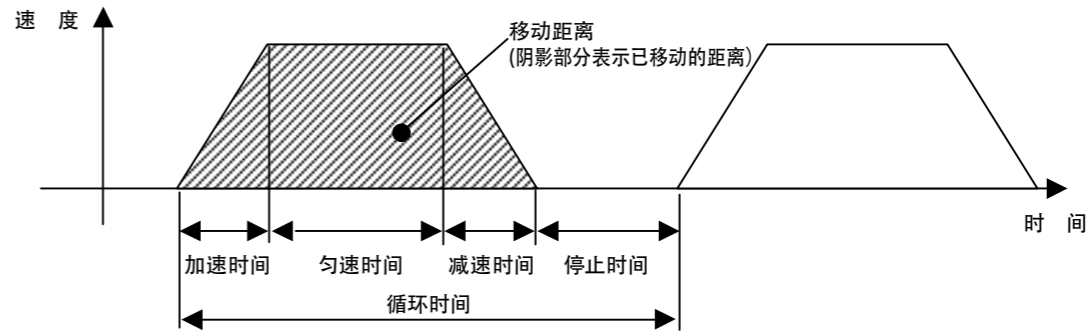 速 度
移动距离
(阴影部分表示已移动的距离)
时 间
加速时间 匀速时间 减速时间 停止时间
循环时间